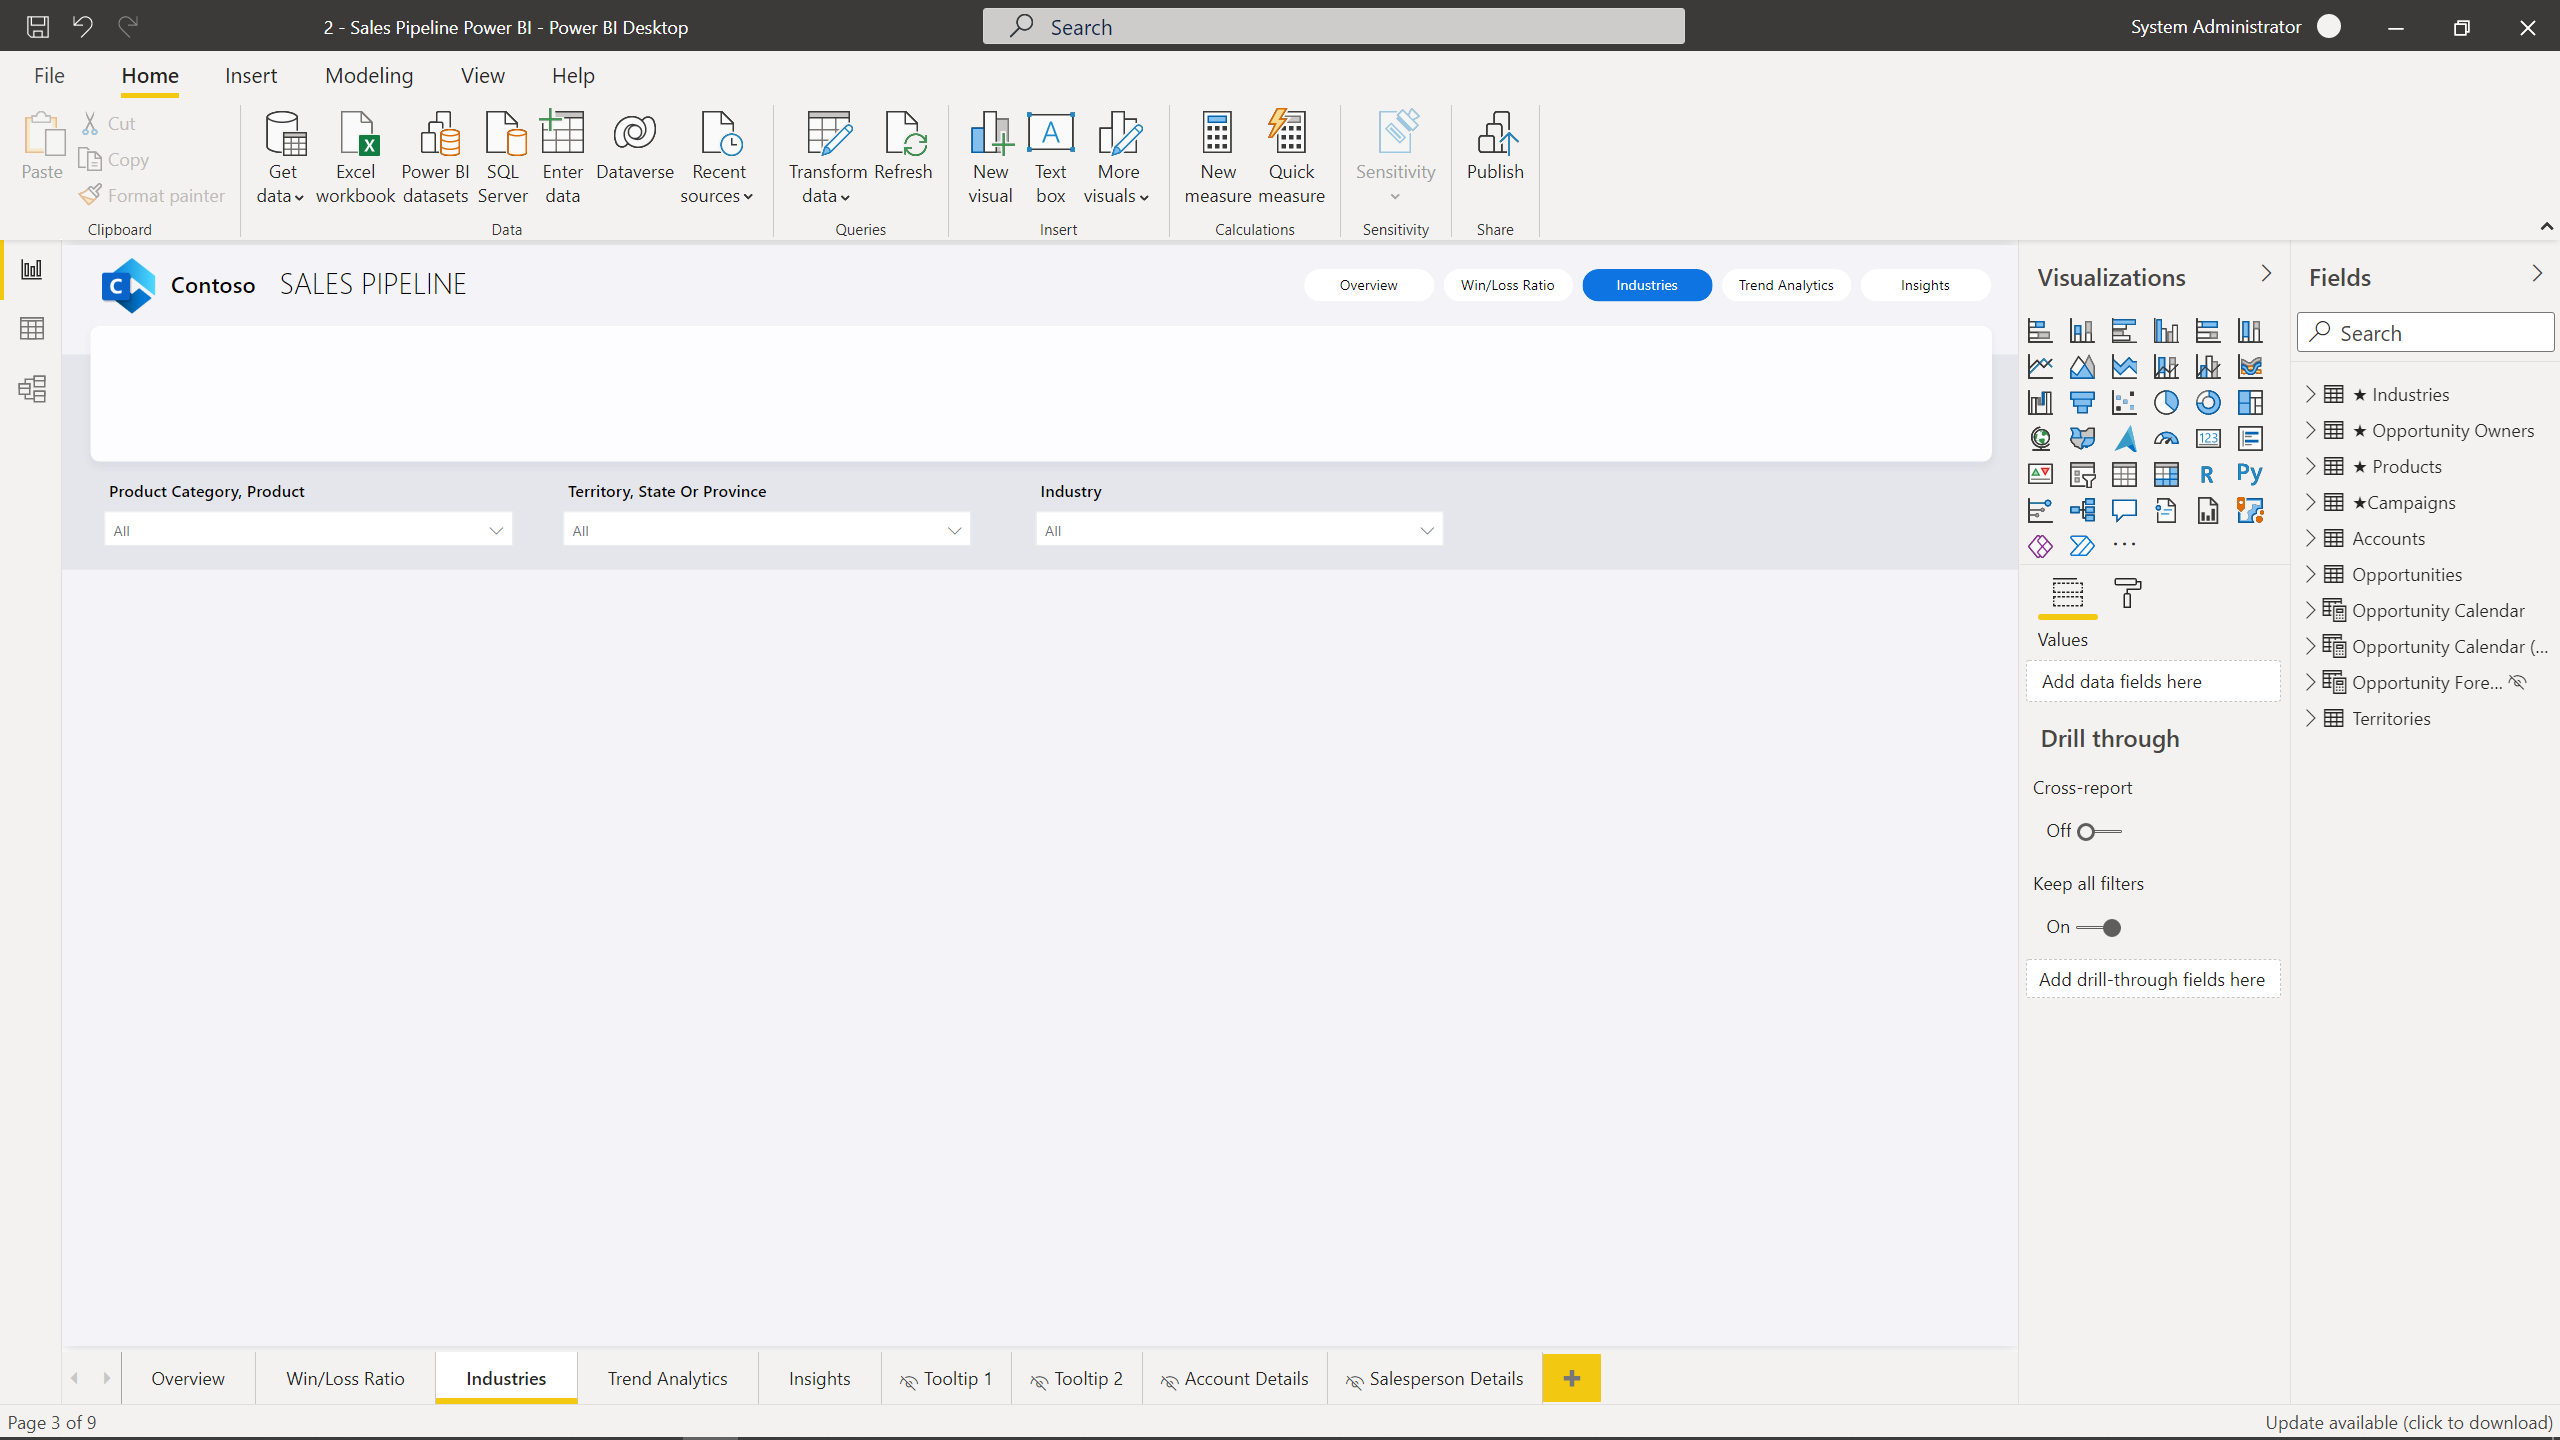 2 - Sales Pipeline Power BI - Power BI Desktop
Search
System Administrator
File Home Insert Modeling View Help
Paste
Cut
Copy
Format painter
Clipboard
Get data
Excel workbook
Power BI datasets
SQL Server
Enter data
Dataverse
Recent sources
Data
Transform data
Refresh
Queries
New visual
Text box
More visuals
Insert
New measure
Quick measure
Calculations
Sensitivity
Sensitivity
Publish
Share
Contoso SALES PIPELINE
Overview Win/Loss Ratio Industries Trend Analytics Insights
Product Category, Product
All
Territory, State Or Province
All
Industry
All
Visualizations
R
Py
Values
Add data fields here
Drill through
Cross-report
Off
Keep all filters
On
Add drill-through fields here
Fields
Search
★ Industries
★ Opportunity Owners
★ Products
★Campaigns
Accounts
Opportunities
Opportunity Calendar
Opportunity Calendar (...
Opportunity Fore...
Territories
Overview Win/Loss Ratio Industries Trend Analytics Insights Tooltip 1 Tooltip 2 Account Details Salesperson Details +
Page 3 of 9
Update available (click to download)